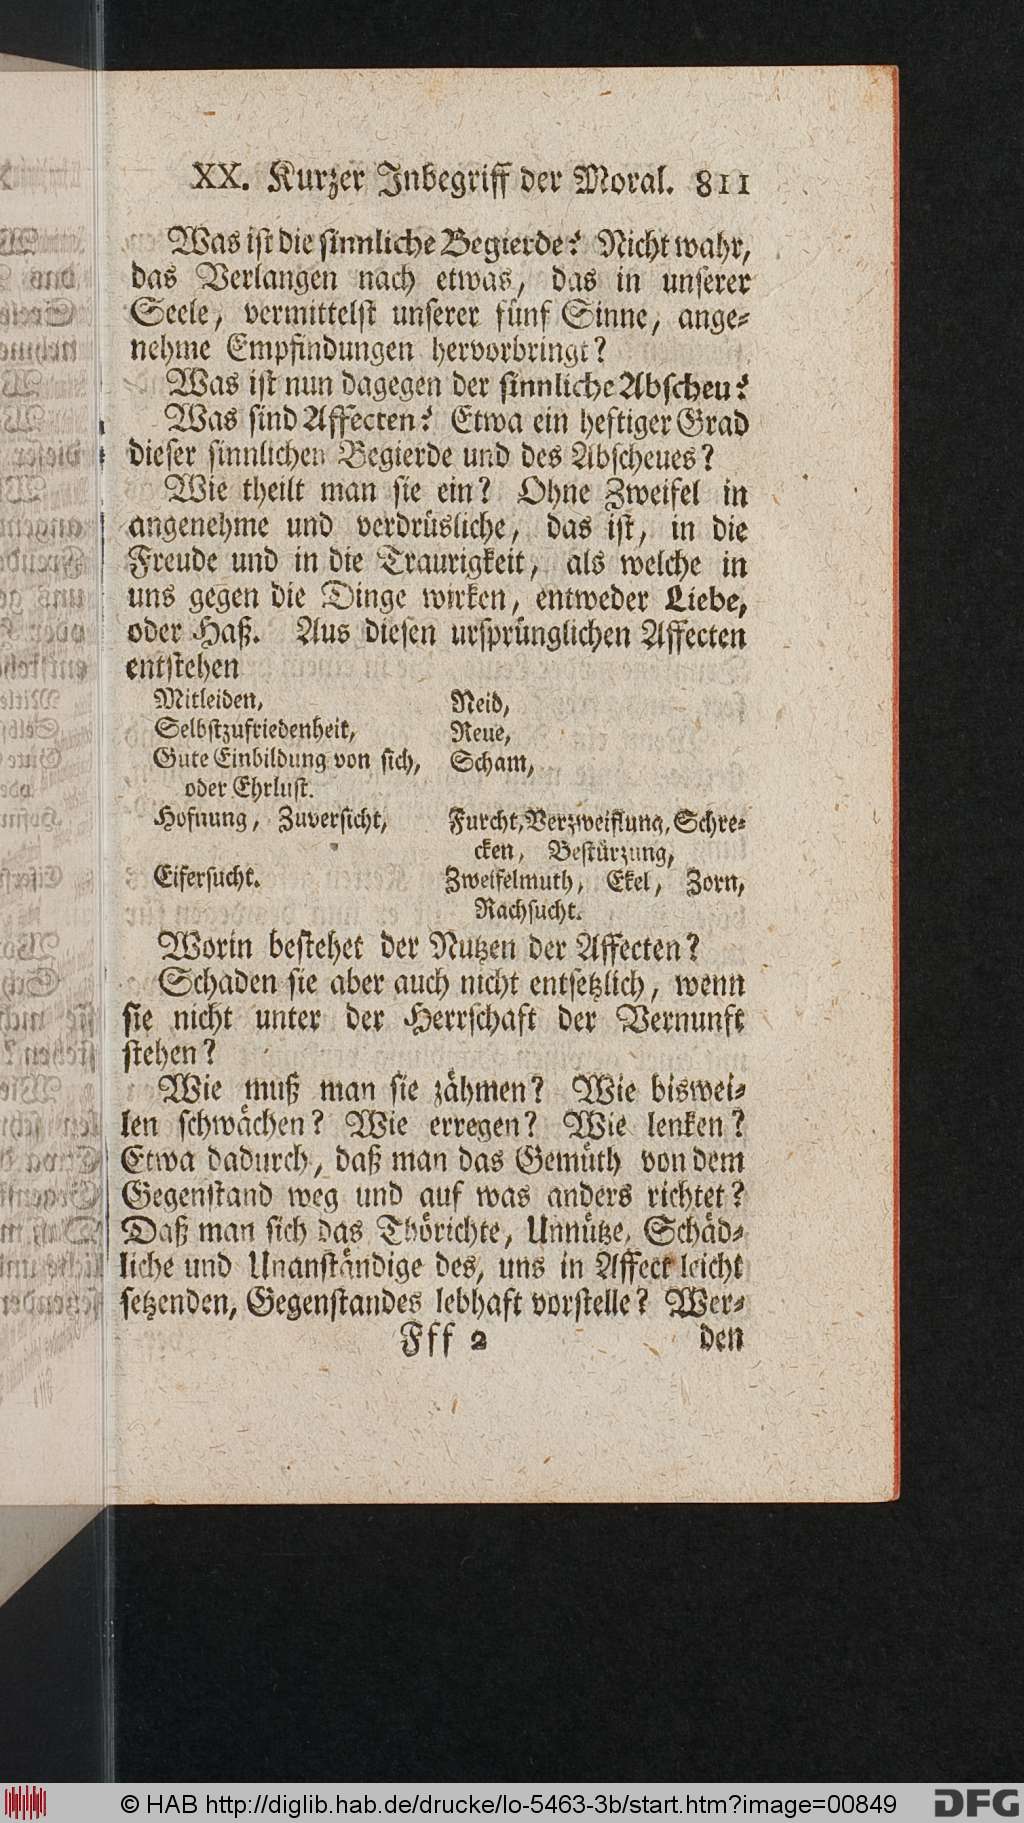 XX. Kurzer Inbegriff der Moral. 811
Was ist die sinnliche Begierde? Nicht wahr,
das Verlangen nach etwas, das in unserer
Seele, vermittelst unserer fünf Sinne, ange-
nehme Empfindungen hervorbringt?
Was ist nun dagegen der sinnliche Abscheu?
Was sind Affecten? Etwa ein heftiger Grad
dieser sinnlichen Begierde und des Abscheues?
Wie theilt man sie ein? Ohne Zweifel in
angenehme und verdrüsliche, das ist, in die
Freude und in die Traurigkeit, als welche in
uns gegen die Dinge wirken, entweder Liebe,
oder Haß. Aus diesen ursprünglichen Affecten
entstehen
Mitleiden, Neid,
Selbstzufriedenheit, Reue,
Gute Einbildung von sich, Scham,
oder Ehrlust.
Hofnung, Zuversicht, Furcht, Verzweiflung, Schre-
cken, Bestürzung,
Eifersucht. Zweifelmuth, Ekel, Zorn,
Rachsucht.
Worin bestehet der Nutzen der Affecten?
Schaden sie aber auch nicht entsetzlich, wenn
sie nicht unter der Herrschaft der Vernunft
stehen?
Wie muß man sie zähmen? Wie biswei-
len schwächen? Wie erregen? Wie lenken?
Etwa dadurch, daß man das Gemüth von dem
Gegenstand weg und auf was anders richtet?
Daß man sich das Thörichte, Unnütze, Schäd-
liche und Unanständige des, uns in Affect leicht
setzenden, Gegenstandes lebhaft vorstelle? Wer-
Fff 2 den
© HAB http://diglib.hab.de/drucke/lo-5463-3b/start.htm?image=00849
DFG